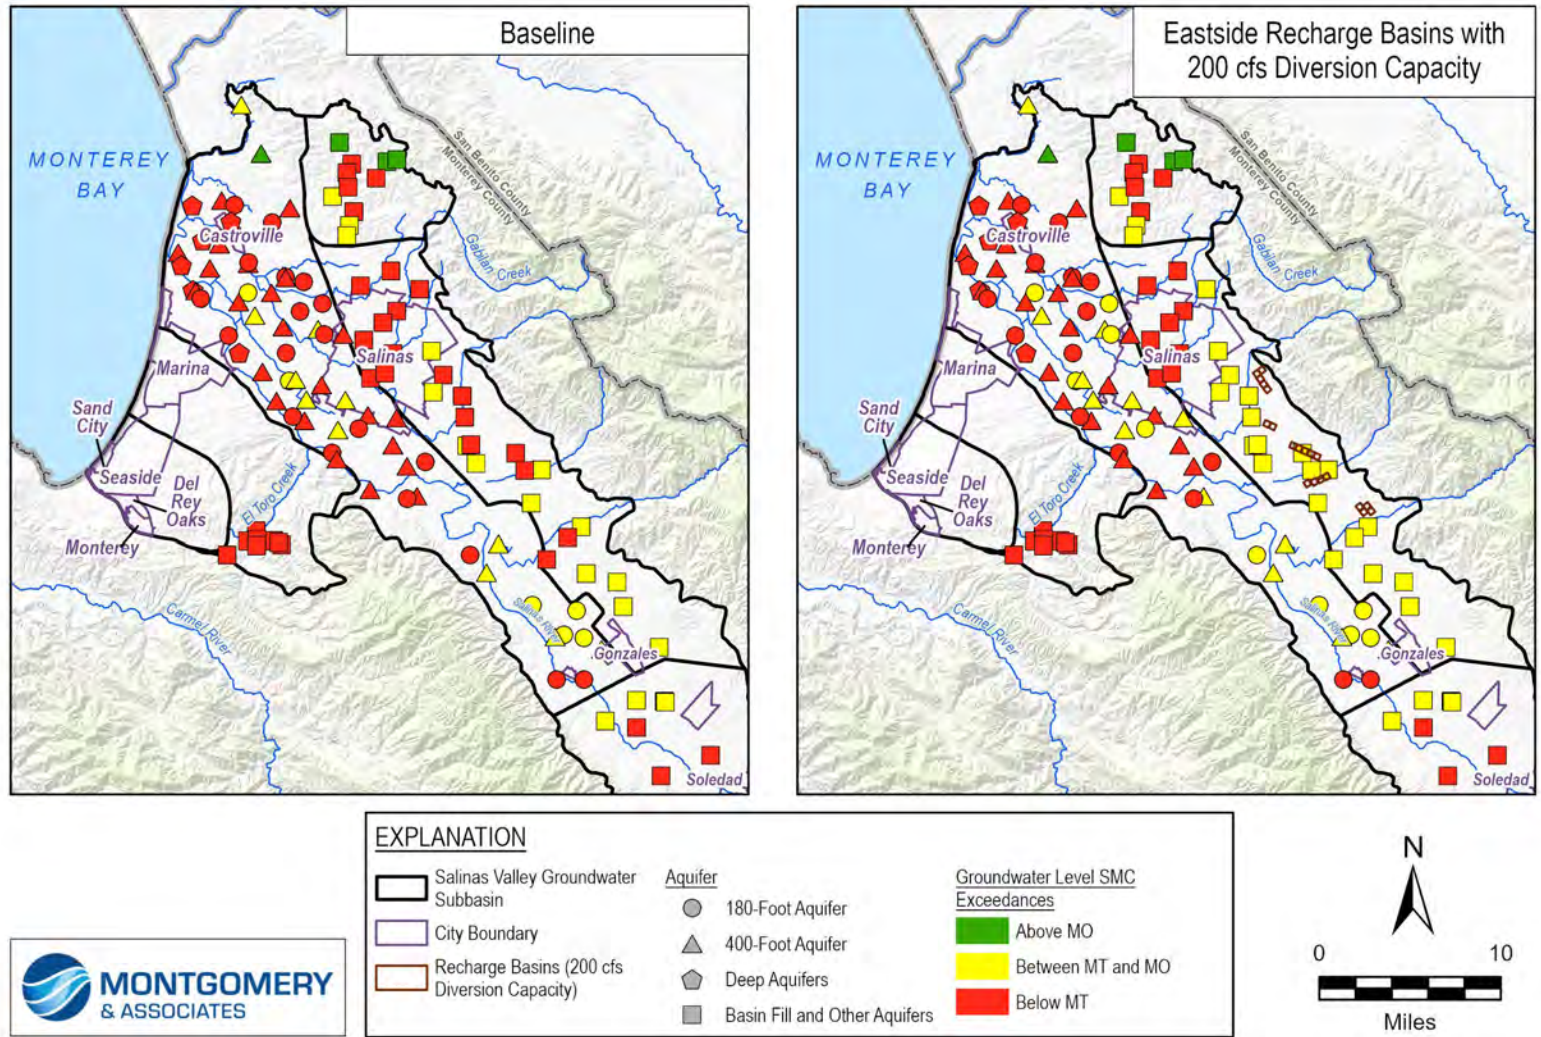 Baseline
MONTEREY
BAY
San Benito County
Monterey County
Castroville
Gabilan Creek
Salinas
Marina
Sand
City
Seaside
Del
Rey
Oaks
Monterey
El Toro Creek
Carmel River
Salinas River
Gonzales
Soledad
Eastside Recharge Basins with
200 cfs Diversion Capacity
MONTEREY
BAY
San Benito County
Monterey County
Castroville
Gabilan Creek
Salinas
Marina
Sand
City
Seaside
Del
Rey
Oaks
Monterey
El Toro Creek
Carmel River
Salinas River
Gonzales
Soledad
MONTGOMERY
& ASSOCIATES
EXPLANATION
Salinas Valley Groundwater
Subbasin
City Boundary
Recharge Basins (200 cfs
Diversion Capacity)
Aquifer
180-Foot Aquifer
400-Foot Aquifer
Deep Aquifers
Basin Fill and Other Aquifers
Groundwater Level SMC
Exceedances
Above MO
Between MT and MO
Below MT
N
0 10
Miles